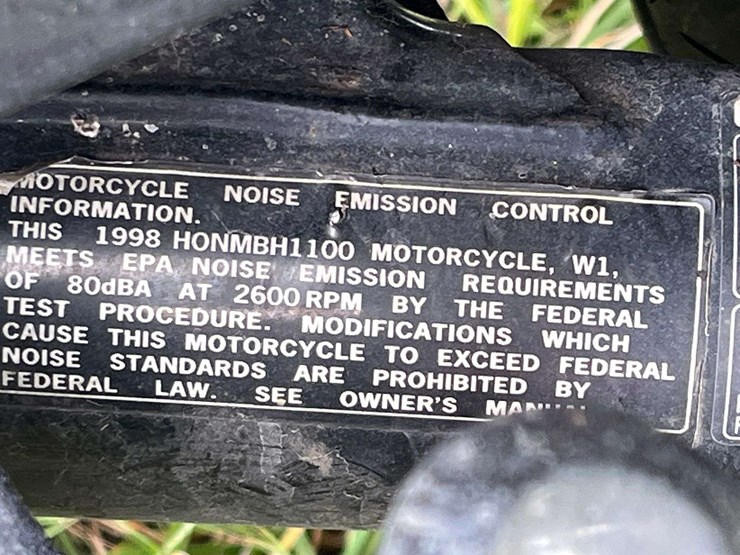 MOTORCYCLE NOISE EMISSION CONTROL
INFORMATION.
THIS 1998 HONMBH1100 MOTORCYCLE, W1,
MEETS EPA NOISE EMISSION REQUIREMENTS
OF 80dBA AT 2600 RPM BY THE FEDERAL
TEST PROCEDURE. MODIFICATIONS WHICH
CAUSE THIS MOTORCYCLE TO EXCEED FEDERAL
NOISE STANDARDS ARE PROHIBITED BY
FEDERAL LAW. SEE OWNER'S